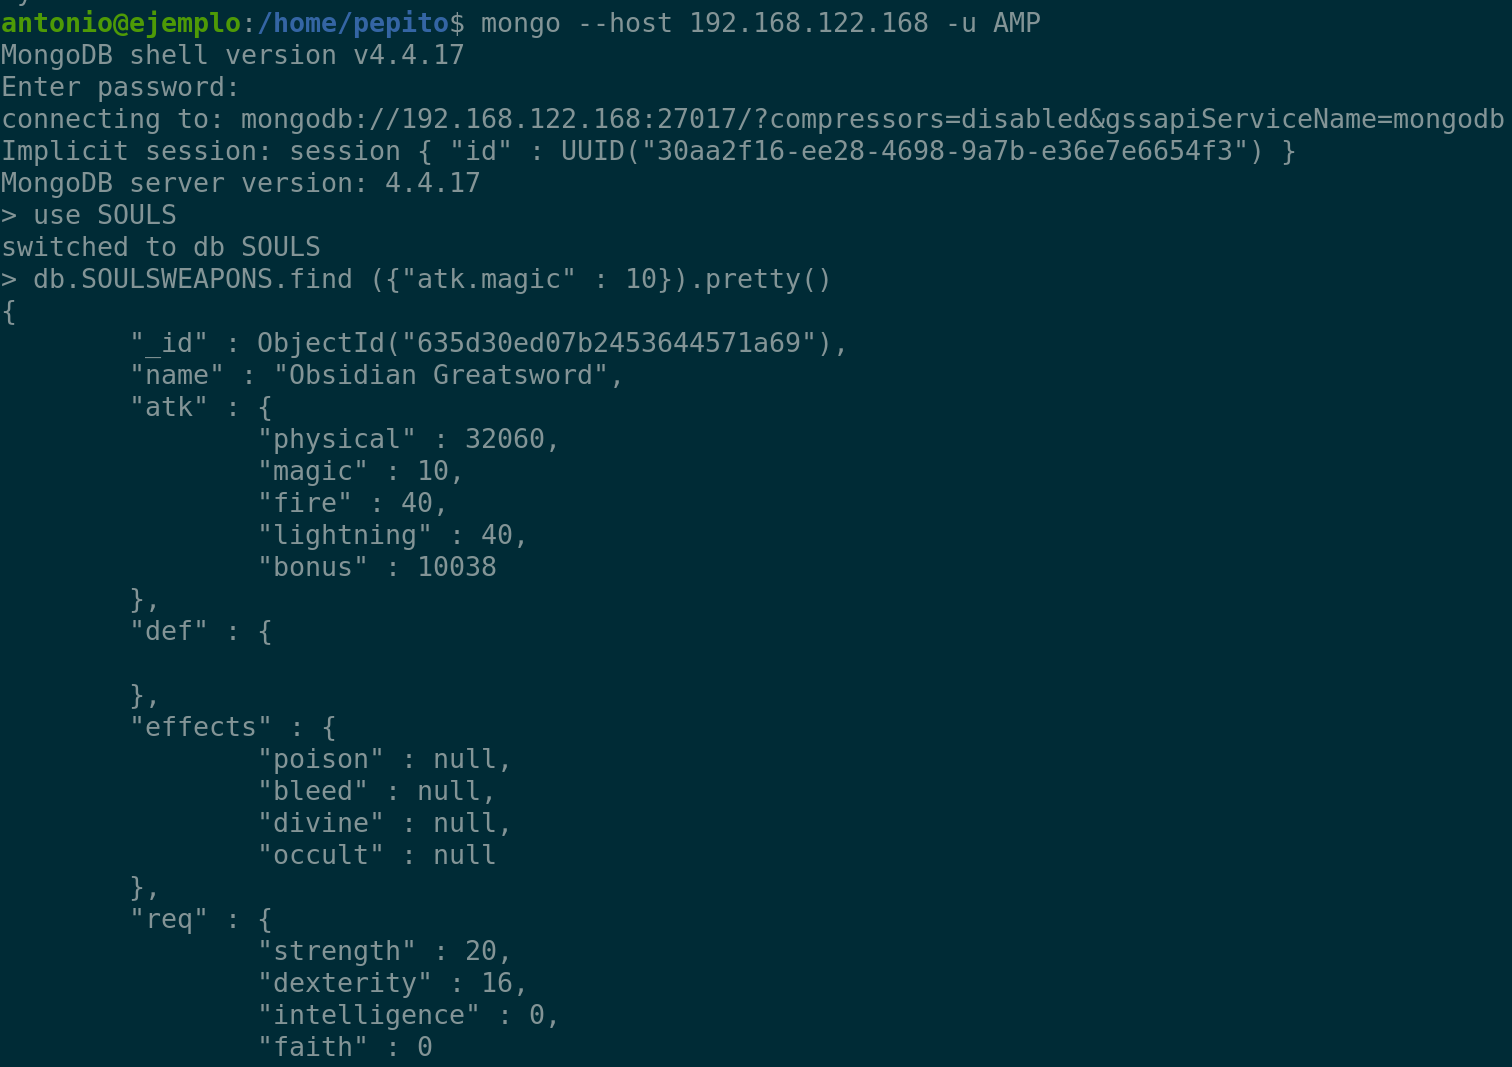 antonio@ejemplo:/home/pepito$ mongo --host 192.168.122.168 -u AMP
MongoDB shell version v4.4.17
Enter password:
connecting to: mongodb://192.168.122.168:27017/?compressors=disabled&gssapiServiceName=mongodb
Implicit session: session { "id" : UUID("30aa2f16-ee28-4698-9a7b-e36e7e6654f3") }
MongoDB server version: 4.4.17
> use SOULS
switched to db SOULS
> db.SOULSWEAPONS.find ({"atk.magic" : 10}).pretty()
{
        "_id" : ObjectId("635d30ed07b2453644571a69"),
        "name" : "Obsidian Greatsword",
        "atk" : {
                "physical" : 32060,
                "magic" : 10,
                "fire" : 40,
                "lightning" : 40,
                "bonus" : 10038
        },
        "def" : {

        },
        "effects" : {
                "poison" : null,
                "bleed" : null,
                "divine" : null,
                "occult" : null
        },
        "req" : {
                "strength" : 20,
                "dexterity" : 16,
                "intelligence" : 0,
                "faith" : 0